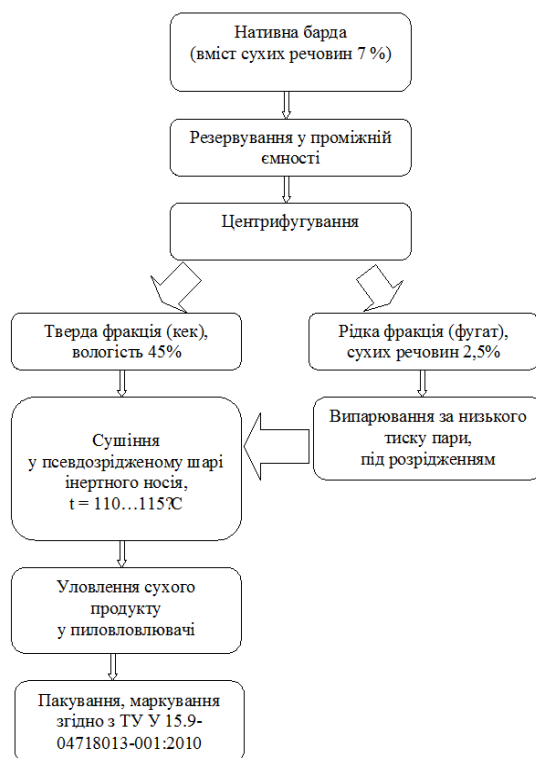 Нативна барда
(вміст сухих речовин 7 %)
Резервування у проміжній
ємності
Центрифугування
Тверда фракція (кек),
вологість 45%
Рідка фракція (фугат),
сухих речовин 2,5%
Сушіння
у псевдозрідженому шарі
інертного носія,
t = 110…115?С
Випарювання за низького
тиску пари,
під розрідженням
Уловлення сухого
продукту
у пиловловлювачі
Пакування, маркування
згідно з ТУ У 15.9-
04718013-001:2010